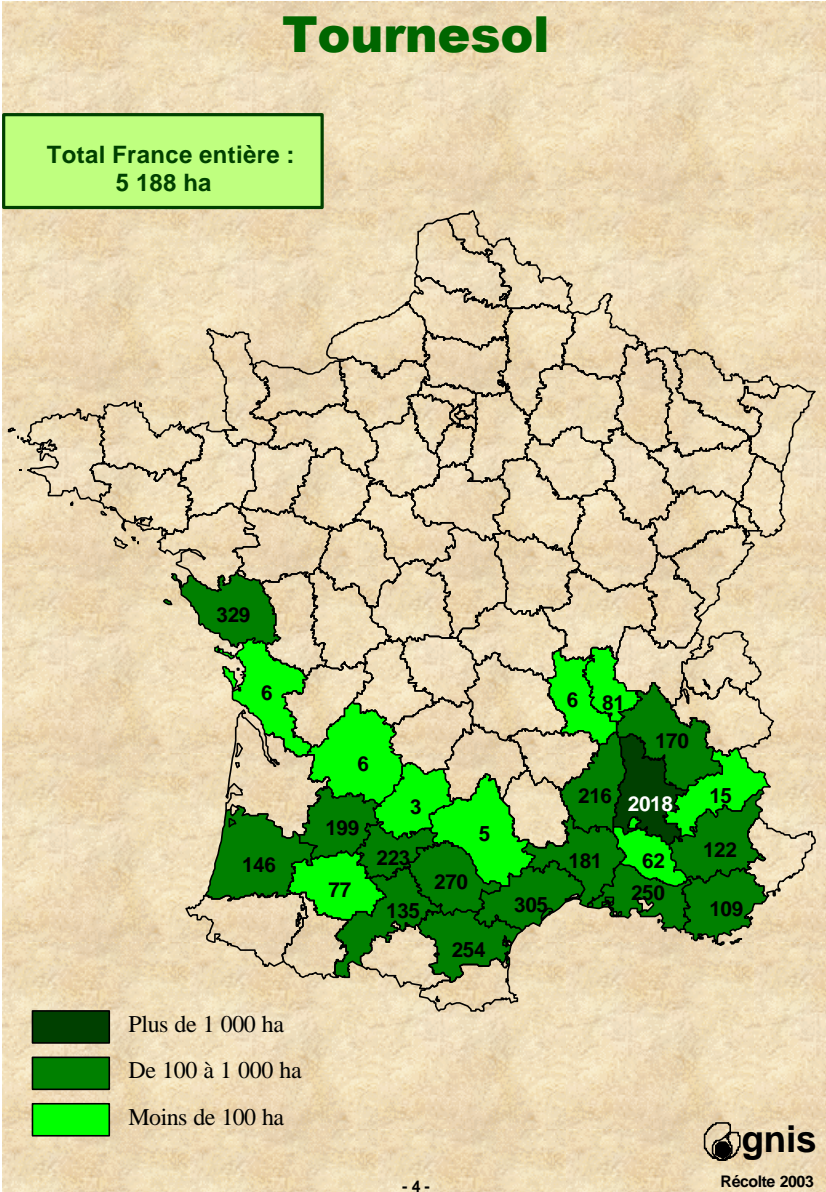 Tournesol
Total France entière :
5 188 ha
329
6
6
81
170
6
216
2018
15
3
199
5
223
146
77
270
181
62
122
135
305
250
109
254
Plus de 1 000 ha
De 100 à 1 000 ha
Moins de 100 ha
gnis
- 4 -
Récolte 2003